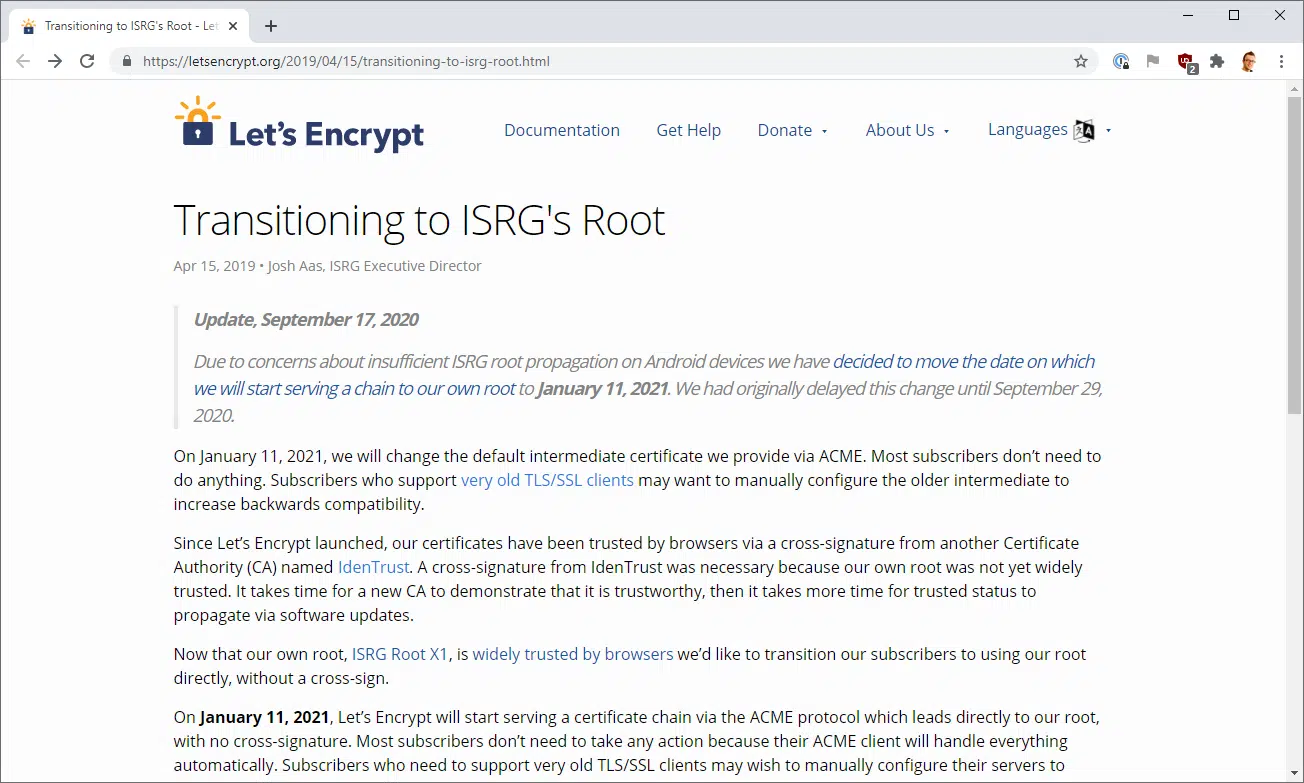 Transitioning to ISRG's Root - Let
https://letsencrypt.org/2019/04/15/transitioning-to-isrg-root.html
2
Let's Encrypt
Documentation Get Help Donate About Us Languages
Transitioning to ISRG's Root
Apr 15, 2019 • Josh Aas, ISRG Executive Director
Update, September 17, 2020
Due to concerns about insufficient ISRG root propagation on Android devices we have decided to move the date on which
we will start serving a chain to our own root to January 11, 2021. We had originally delayed this change until September 29,
2020.
On January 11, 2021, we will change the default intermediate certificate we provide via ACME. Most subscribers don’t need to
do anything. Subscribers who support very old TLS/SSL clients may want to manually configure the older intermediate to
increase backwards compatibility.
Since Let’s Encrypt launched, our certificates have been trusted by browsers via a cross-signature from another Certificate
Authority (CA) named IdenTrust. A cross-signature from IdenTrust was necessary because our own root was not yet widely
trusted. It takes time for a new CA to demonstrate that it is trustworthy, then it takes more time for trusted status to
propagate via software updates.
Now that our own root, ISRG Root X1, is widely trusted by browsers we’d like to transition our subscribers to using our root
directly, without a cross-sign.
On January 11, 2021, Let’s Encrypt will start serving a certificate chain via the ACME protocol which leads directly to our root,
with no cross-signature. Most subscribers don’t need to take any action because their ACME client will handle everything
automatically. Subscribers who need to support very old TLS/SSL clients may wish to manually configure their servers to